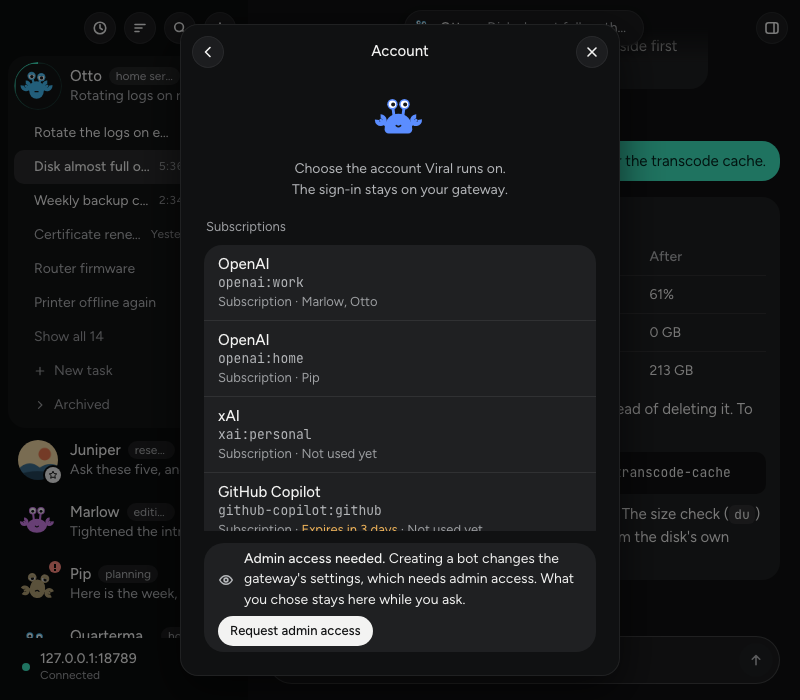 Account
Choose the account Viral runs on.
The sign-in stays on your gateway.
Subscriptions
OpenAI
openai:work
Subscription · Marlow, Otto
OpenAI
openai:home
Subscription · Pip
xAI
xai:personal
Subscription · Not used yet
GitHub Copilot
github-copilot:github
Subscription · Expires in 3 days · Not used yet
Admin access needed. Creating a bot changes the
gateway's settings, which needs admin access. What
you chose stays here while you ask.
Request admin access
Otto home ser...
Rotating logs on
Rotate the logs on e...
Disk almost full o... 5:36
Weekly backup c... 2:34
Certificate rene... Yeste
Router firmware
Printer offline again
Show all 14
+ New task
Archived
Juniper rese...
Ask these five, an
Marlow editi...
Tightened the intr
Pip planning
Here is the week,
Quarterma
127.0.0.1:18789
Connected
side first
the transcode cache.
After
61%
0 GB
213 GB
of deleting it. To
transcode-cache
The size check ( du )
the disk's own